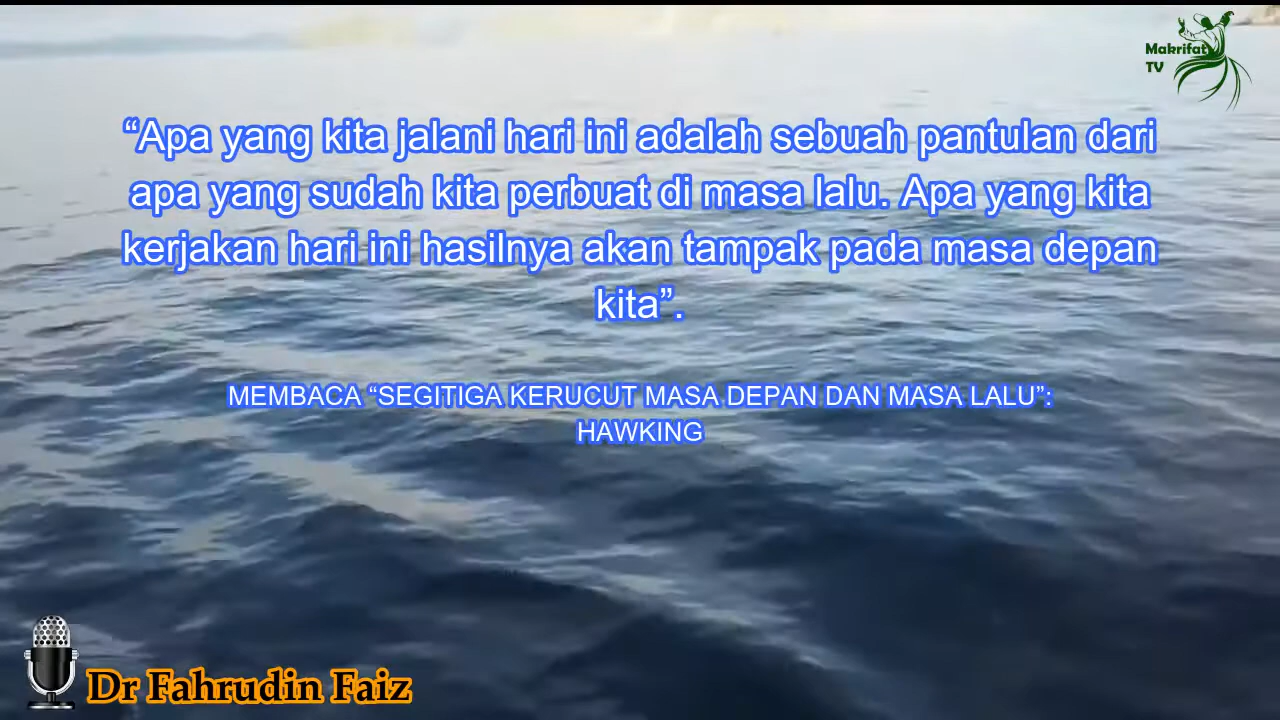 Makrifat
TV
“Apa yang kita jalani hari ini adalah sebuah pantulan dari
apa yang sudah kita perbuat di masa lalu. Apa yang kita
kerjakan hari ini hasilnya akan tampak pada masa depan
kita”.
MEMBACA “SEGITIGA KERUCUT MASA DEPAN DAN MASA LALU”:
HAWKING
Dr Fahrudin Faiz